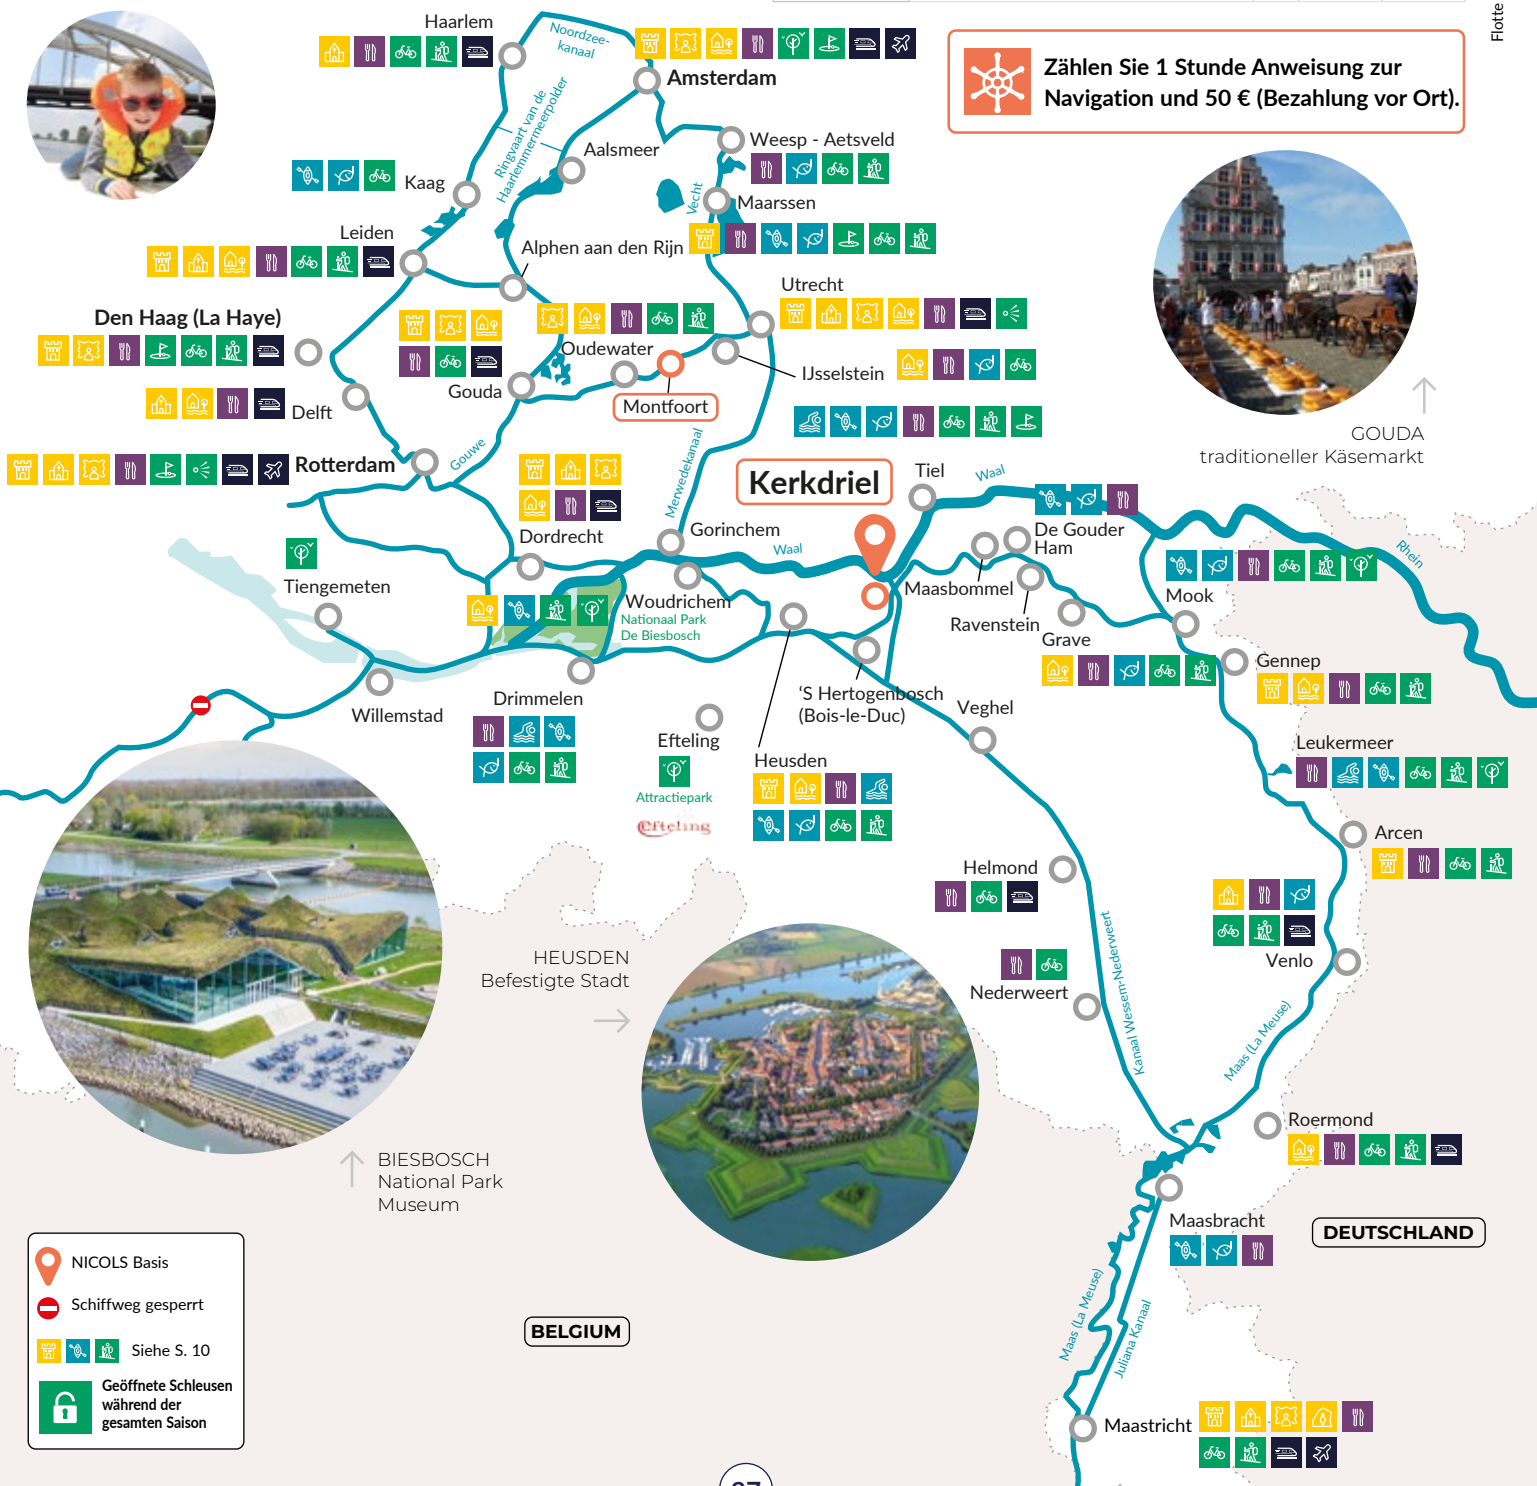 Flotte
Haarlem
Noordzee-
kanaal
Amsterdam
Zählen Sie 1 Stunde Anweisung zur
Navigation und 50 € (Bezahlung vor Ort).
Ringvaart van de
Haarlemmermeerpolder
Aalsmeer
Weesp - Aetsveld
Kaag
Vecht
Maarssen
Leiden
Alphen aan den Rijn
Utrecht
Den Haag (La Haye)
Oudewater
IJsselstein
Gouda
Montfoort
Delft
GOUDA
traditioneller Käsemarkt
Gouwe
Merwedekanaal
Rotterdam
Kerkdriel
Tiel
Waal
Dordrecht
Gorinchem
Waal
De Gouder
Ham
Rhein
Tiengemeten
Maasbommel
Mook
Woudrichem
Nationaal Park
De Biesbosch
Ravenstein
Grave
Gennep
Drimmelen
'S Hertogenbosch
(Bois-le-Duc)
Willemstad
Veghel
Efteling
Attractiepark
Efteling
Heusden
Leukermeer
Arcen
Helmond
Kanaal Wessem-Nederweert
Venlo
Nederweert
HEUSDEN
Befestigte Stadt
Maas (La Meuse)
Roermond
BIESBOSCH
National Park
Museum
Maasbracht
DEUTSCHLAND
NICOLS Basis
Schiffweg gesperrt
Siehe S. 10
Geöffnete Schleusen
während der
gesamten Saison
BELGIUM
Maas (La Meuse)
Juliana Kanaal
Maastricht